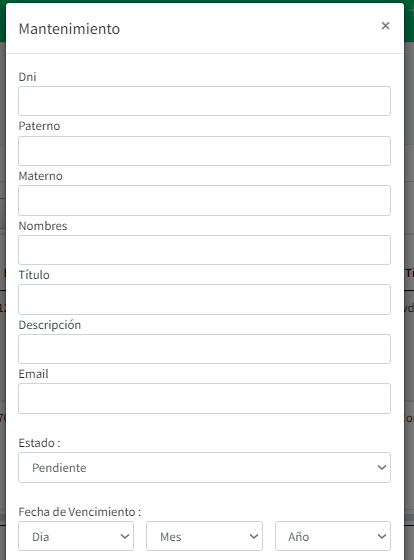 Mantenimiento ×
Dni
Paterno
Materno
Nombres
Título
Descripción
Email
Estado :
Pendiente
Fecha de Vencimiento :
Dia Mes Año